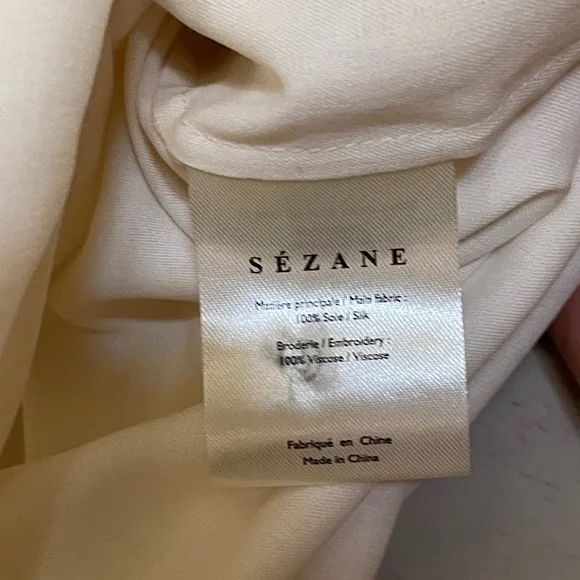 SÉZANE
Matière principale / Main Fabric :
100% Soie / Silk
Broderie / Embroidery :
100% Viscose / Viscose
Fabriqué en Chine
Made in China